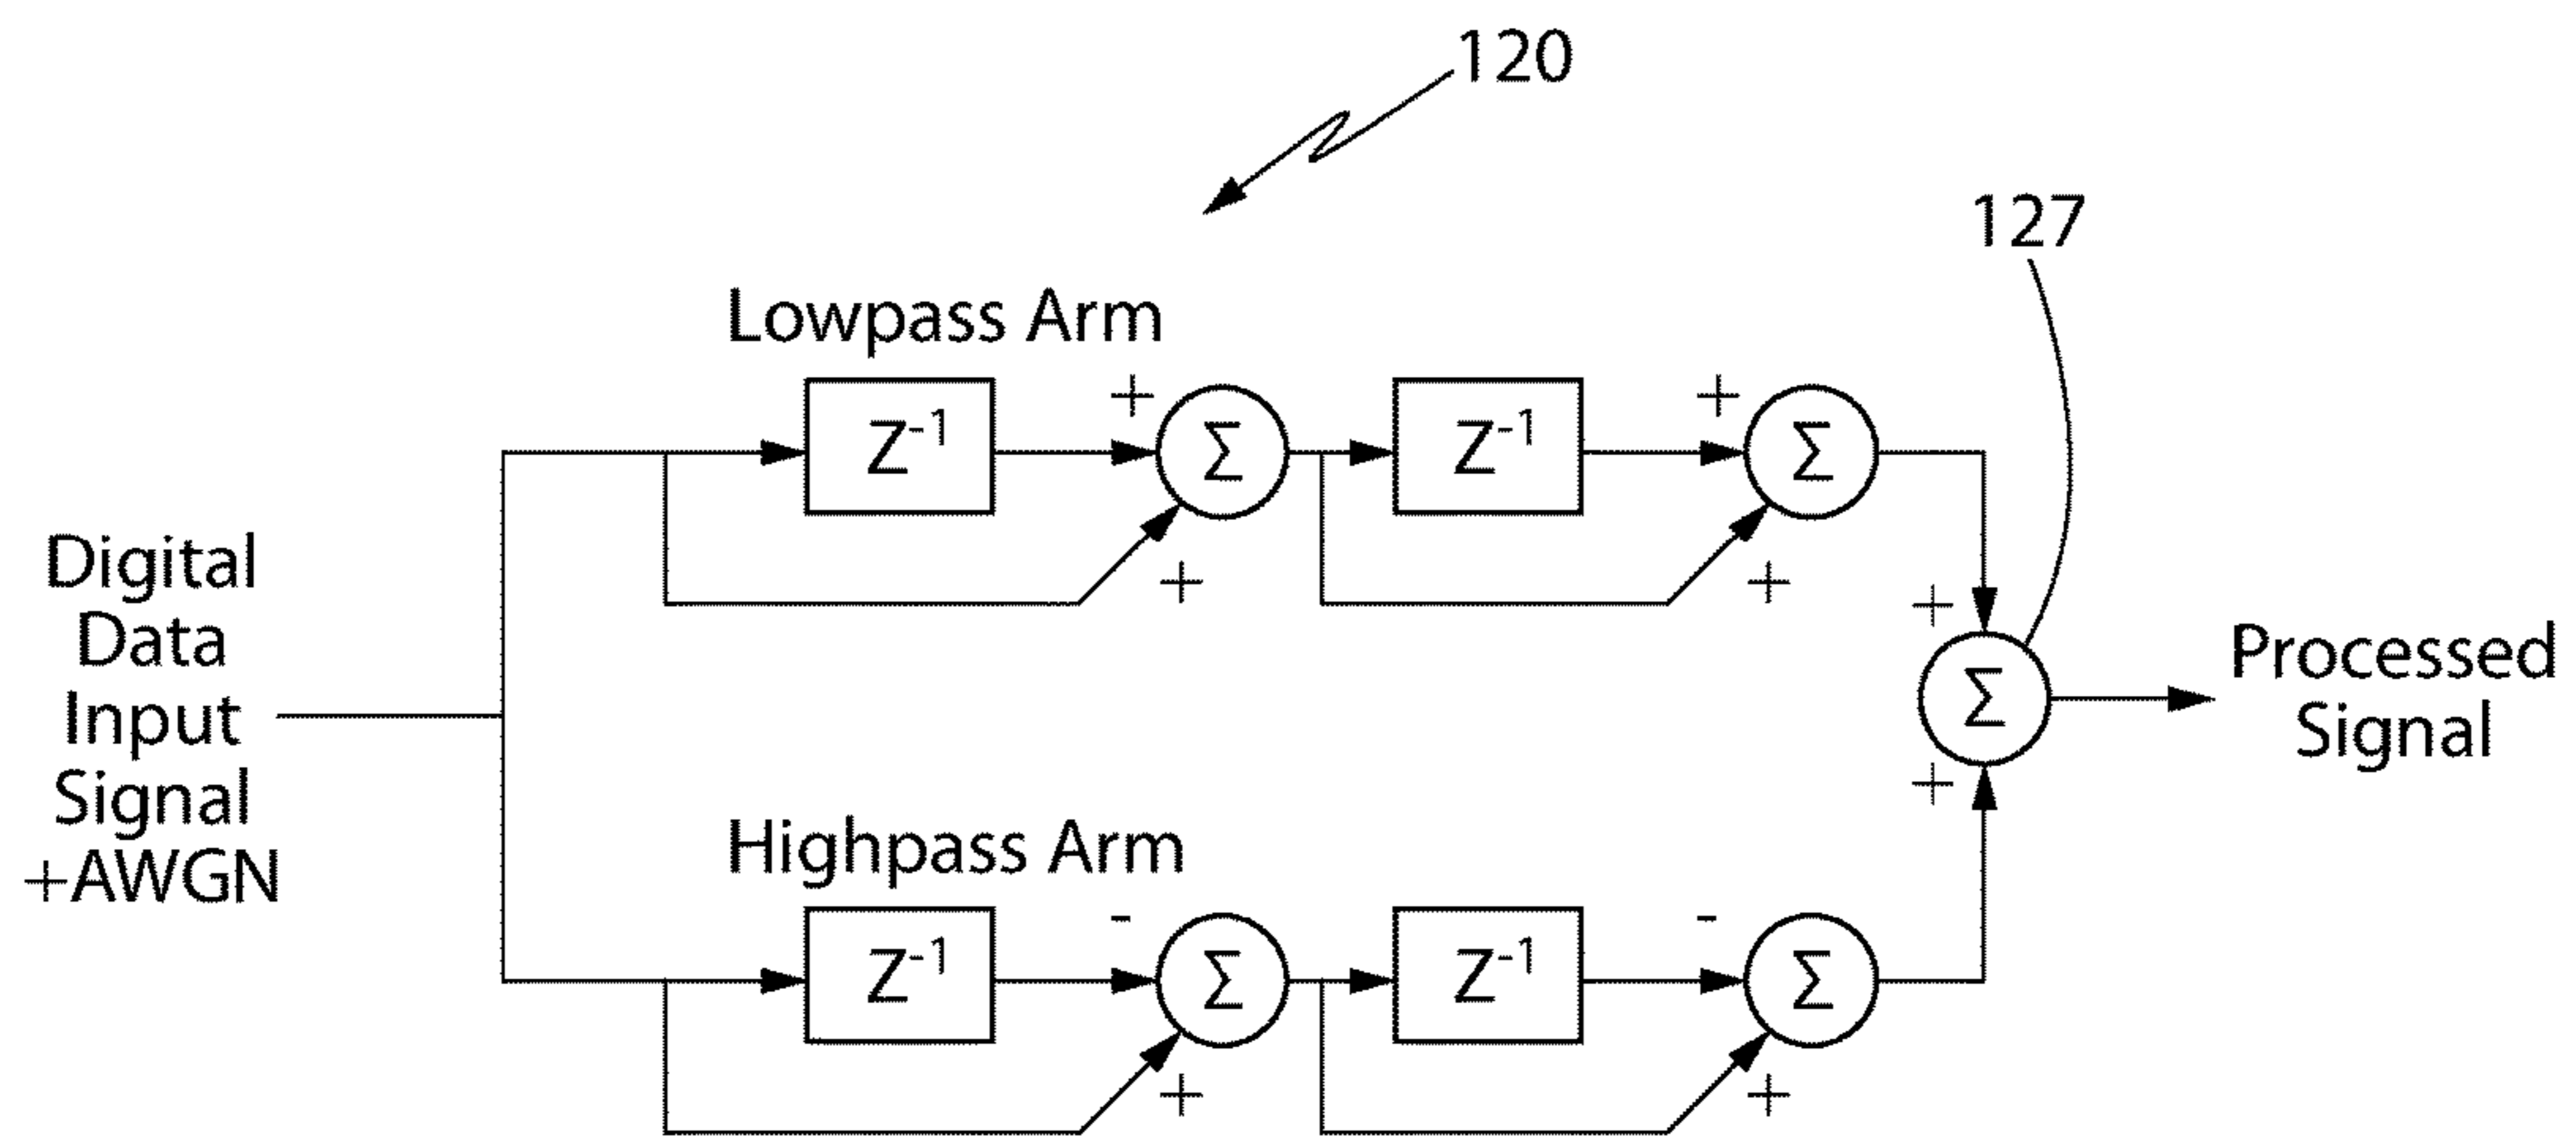 120
127
Lowpass Arm
+
+
Z-1
Σ
Z-1
Σ
+
+
Digital
Data
Input
Signal
+AWGN
+
Σ
+
Processed
Signal
Highpass Arm
-
-
Z-1
Σ
Z-1
Σ
+
+